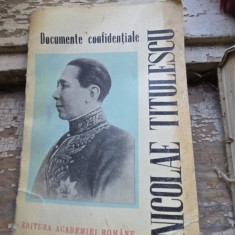 Documente confidențiale
NICOLAE TITULESCU
EDITURA ACADEMIEI ROMÂNE